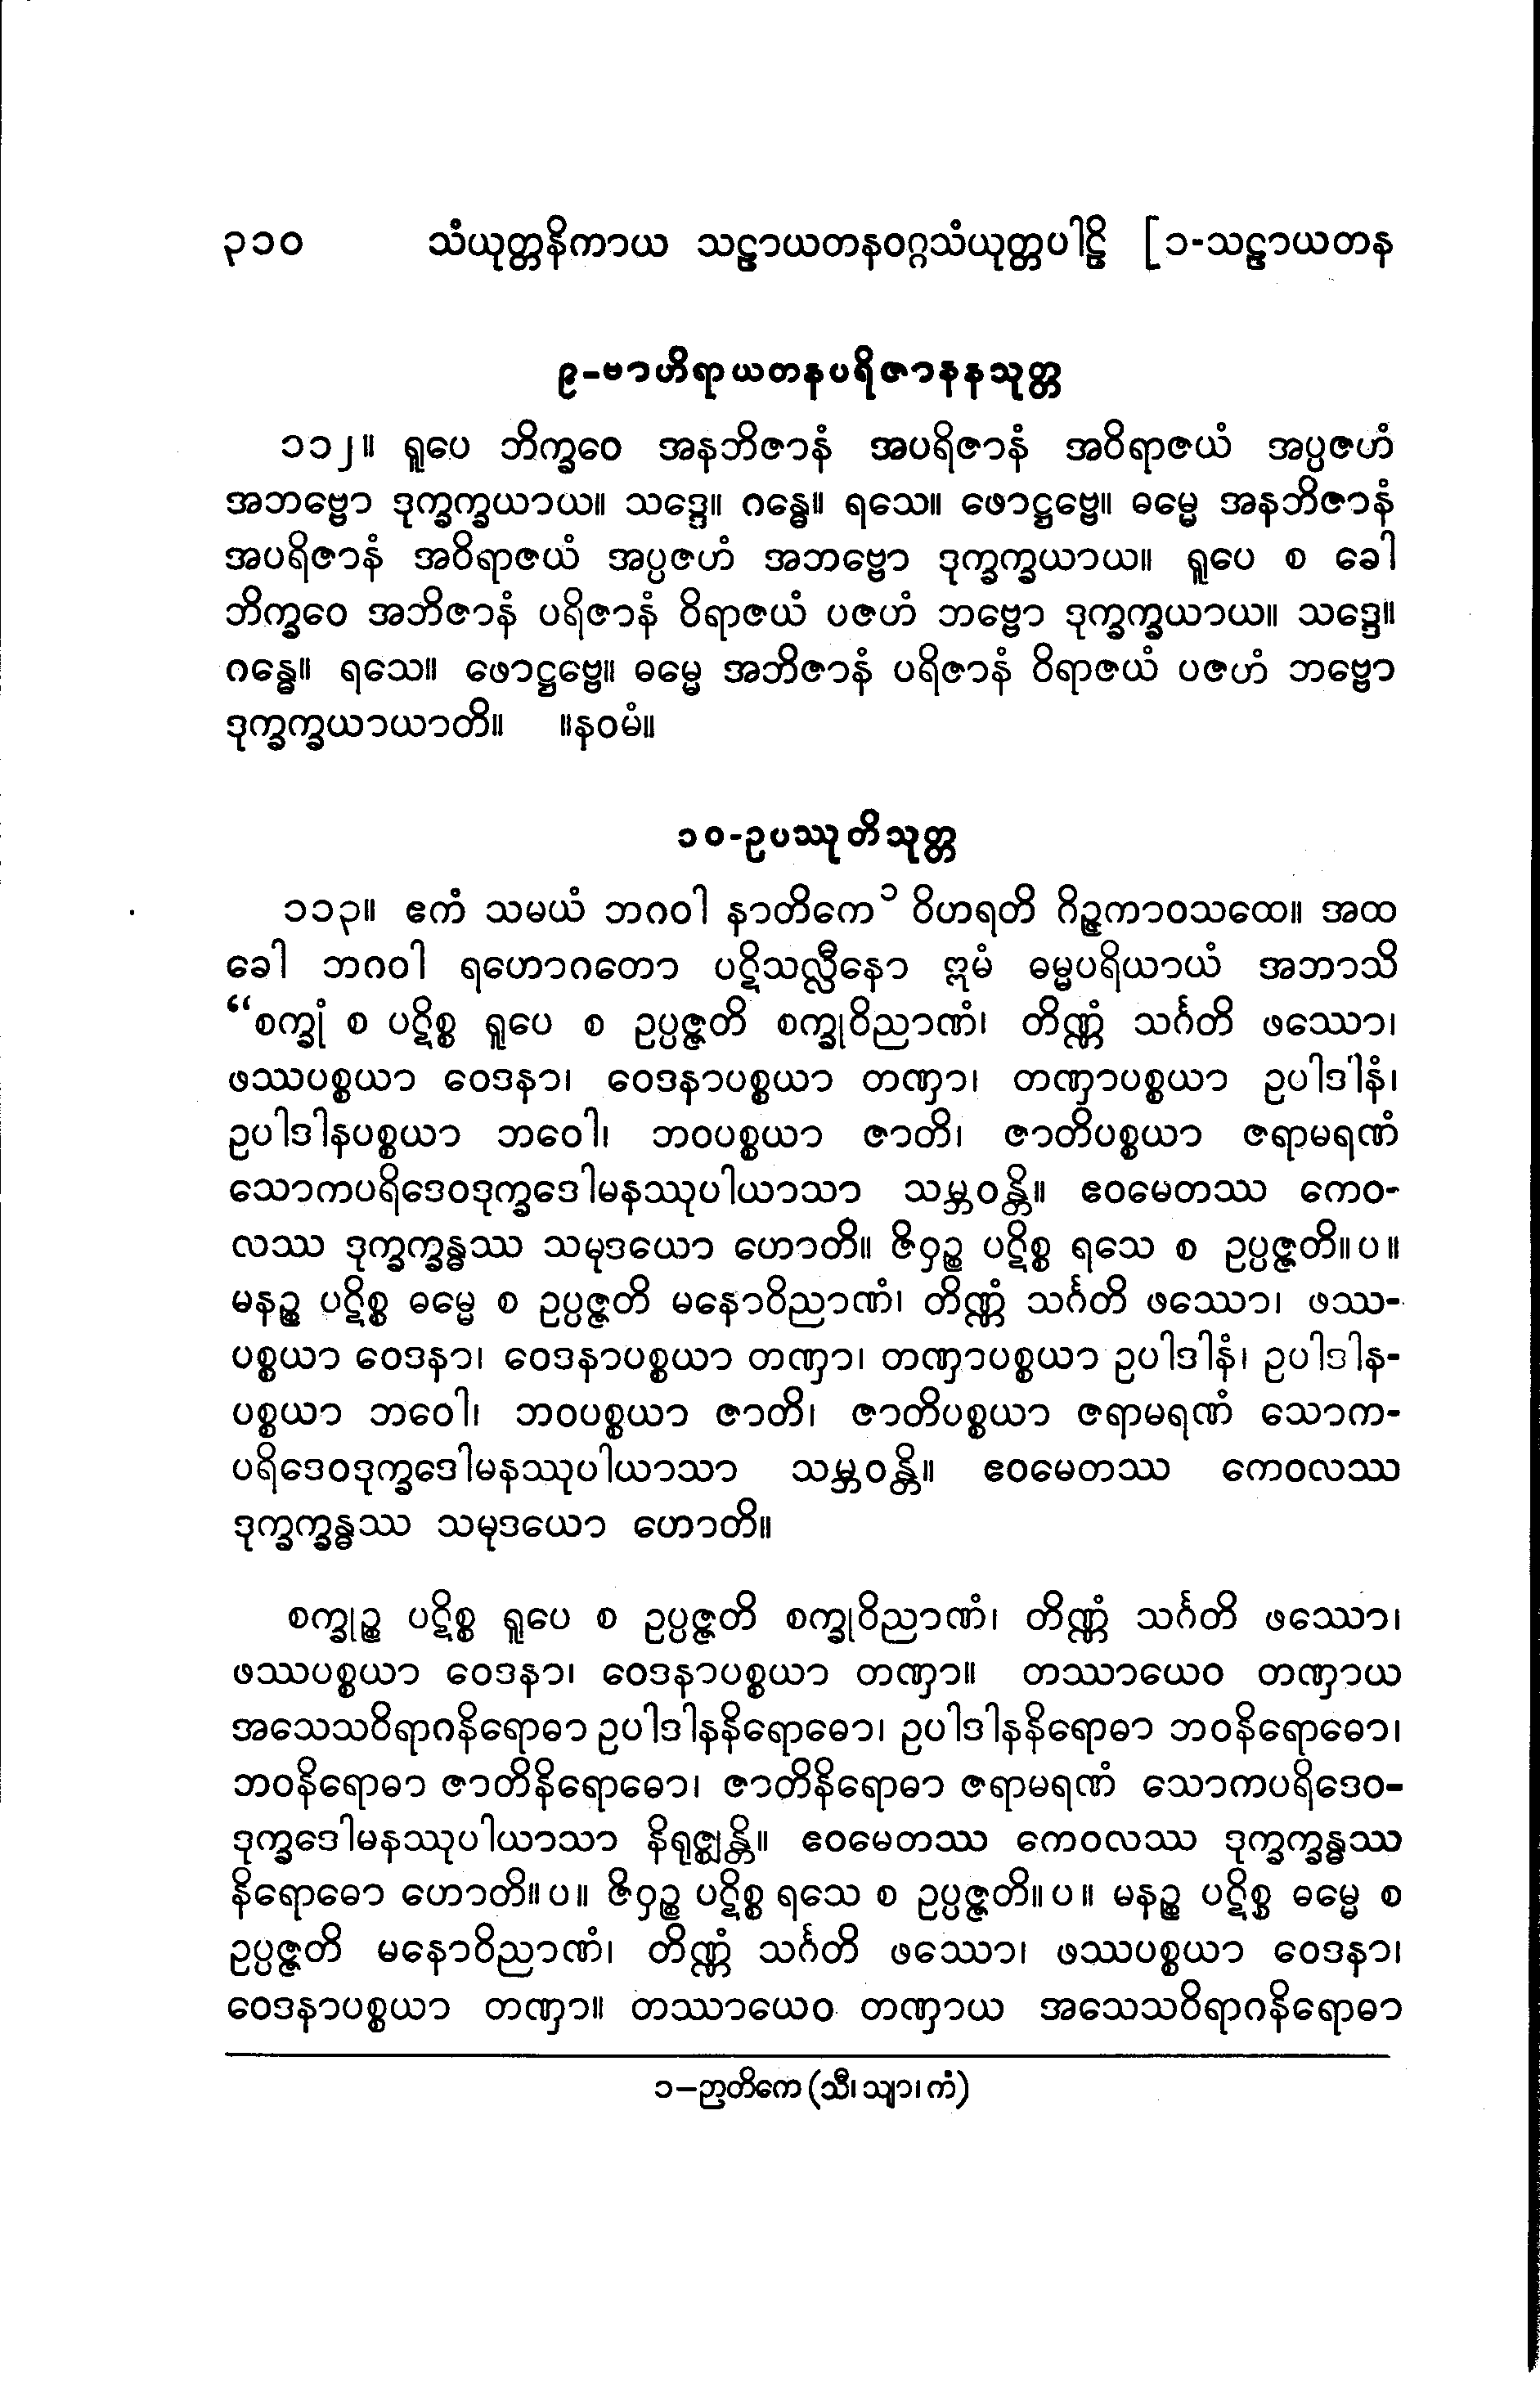 ၃၁၀ သံယုတ္တနိကာယ သဠာယတနဝဂ္ဂသံယုတ္တပါဠိ [၁-သဠာယတန
၉-ဗာဟိရာယတနပရိဇာနနသုတ္တ
၁၁၂။ ရူပေ ဘိက္ခဝေ အနဘိဇာနံ အပရိဇာနံ အဝိရာဇယံ အပ္ပဇဟံ
အဘဗ္ဗော ဒုက္ခက္ခယာယ။ သဒ္ဒေ။ ဂန္ဓေ။ ရသေ။ ဖောဋ္ဌဗ္ဗေ။ ဓမ္မေ အနဘိဇာနံ
အပရိဇာနံ အဝိရာဇယံ အပ္ပဇဟံ အဘဗ္ဗော ဒုက္ခက္ခယာယ။ ရူပေ စ ခေါ
ဘိက္ခဝေ အဘိဇာနံ ပရိဇာနံ ဝိရာဇယံ ပဇဟံ ဘဗ္ဗော ဒုက္ခက္ခယာယ။ သဒ္ဒေ။
ဂန္ဓေ။ ရသေ။ ဖောဋ္ဌဗ္ဗေ။ ဓမ္မေ အဘိဇာနံ ပရိဇာနံ ဝိရာဇယံ ပဇဟံ ဘဗ္ဗော
ဒုက္ခက္ခယာယာတိ။ ။နဝမံ။
၁၀-ဥပဿုတိသုတ္တ
၁၁၃။ ဧကံ သမယံ ဘဂဝါ နာတိကေ ၁ ဝိဟရတိ ဂိဉ္ဇကာဝသထေ။ အထ
ခေါ ဘဂဝါ ရဟောဂတော ပဋိသလ္လီနော ဣမံ ဓမ္မပရိယာယံ အဘာသိ
“စက္ခုံ စ ပဋိစ္စ ရူပေ စ ဥပ္ပဇ္ဇတိ စက္ခုဝိညာဏံ၊ တိဏ္ဏံ သင်္ဂတိ ဖဿော၊
ဖဿပစ္စယာ ဝေဒနာ၊ ဝေဒနာပစ္စယာ တဏှာ၊ တဏှာပစ္စယာ ဥပါဒါနံ၊
ဥပါဒါနပစ္စယာ ဘဝေါ၊ ဘဝပစ္စယာ ဇာတိ၊ ဇာတိပစ္စယာ ဇရာမရဏံ
သောကပရိဒေဝဒုက္ခဒေါမနဿုပါယာသာ သမ္ဘဝန္တိ။ ဧဝမေတဿ ကေဝ-
လဿ ဒုက္ခက္ခန္ဓဿ သမုဒယော ဟောတိ။ ဇိဝှဉ္စ ပဋိစ္စ ရသေ စ ဥပ္ပဇ္ဇတိ။ပ။
မနဉ္စ ပဋိစ္စ ဓမ္မေ စ ဥပ္ပဇ္ဇတိ မနောဝိညာဏံ၊ တိဏ္ဏံ သင်္ဂတိ ဖဿော၊ ဖဿ-
ပစ္စယာ ဝေဒနာ၊ ဝေဒနာပစ္စယာ တဏှာ၊ တဏှာပစ္စယာ ဥပါဒါနံ၊ ဥပါဒါန-
ပစ္စယာ ဘဝေါ၊ ဘဝပစ္စယာ ဇာတိ၊ ဇာတိပစ္စယာ ဇရာမရဏံ သောက-
ပရိဒေဝဒုက္ခဒေါမနဿုပါယာသာ သမ္ဘဝန္တိ။ ဧဝမေတဿ ကေဝလဿ
ဒုက္ခက္ခန္ဓဿ သမုဒယော ဟောတိ။
စက္ခုဉ္စ ပဋိစ္စ ရူပေ စ ဥပ္ပဇ္ဇတိ စက္ခုဝိညာဏံ၊ တိဏ္ဏံ သင်္ဂတိ ဖဿော၊
ဖဿပစ္စယာ ဝေဒနာ၊ ဝေဒနာပစ္စယာ တဏှာ။ တဿာယေဝ တဏှာယ
အသေသဝိရာဂနိရောဓာ ဥပါဒါနနိရောဓော၊ ဥပါဒါနနိရောဓာ ဘဝနိရောဓော၊
ဘဝနိရောဓာ ဇာတိနိရောဓော၊ ဇာတိနိရောဓာ ဇရာမရဏံ သောကပရိဒေဝ-
ဒုက္ခဒေါမနဿုပါယာသာ နိရုဇ္ဈန္တိ။ ဧဝမေတဿ ကေဝလဿ ဒုက္ခက္ခန္ဓဿ
နိရောဓော ဟောတိ။ပ။ ဇိဝှဉ္စ ပဋိစ္စ ရသေ စ ဥပ္ပဇ္ဇတိ။ပ။ မနဉ္စ ပဋိစ္စ ဓမ္မေ စ
ဥပ္ပဇ္ဇတိ မနောဝိညာဏံ၊ တိဏ္ဏံ သင်္ဂတိ ဖဿော၊ ဖဿပစ္စယာ ဝေဒနာ၊
ဝေဒနာပစ္စယာ တဏှာ။ တဿာယေဝ တဏှာယ အသေသဝိရာဂနိရောဓာ
၁–ဉာတိကေ (သီ၊ သျာ၊ ကံ)